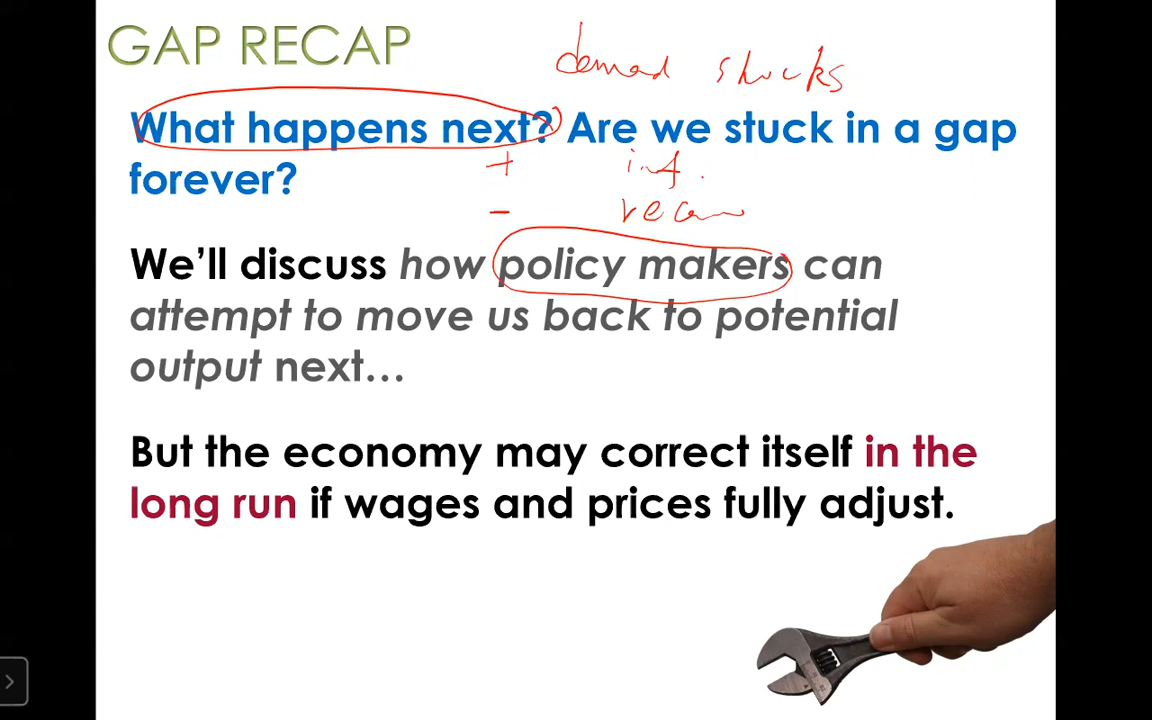 GAP RECAP
demad shocks
What happens next? Are we stuck in a gap
+ inf.
forever?
-
We'll discuss how policy makers can
attempt to move us back to potential
output next…
But the economy may correct itself in the
long run if wages and prices fully adjust.